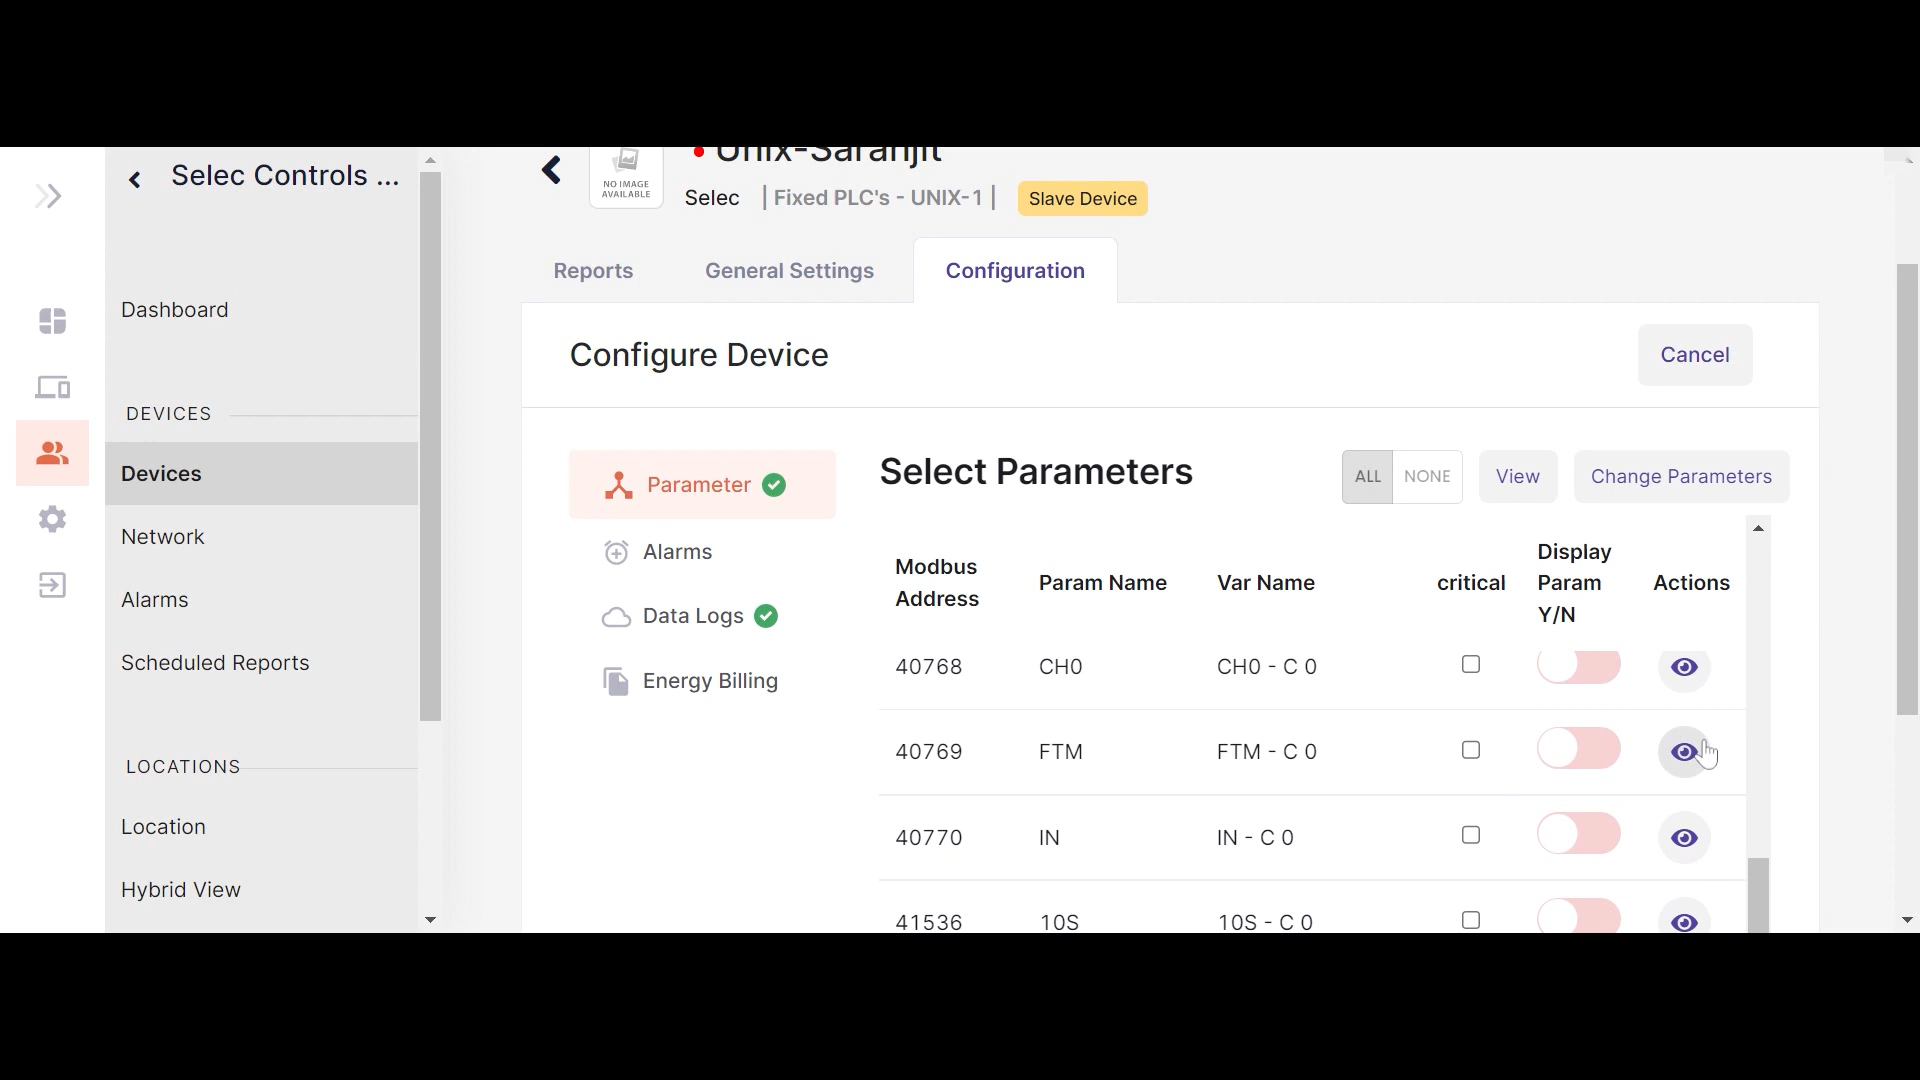 Unix-Saranjit
Selec Controls ...
NO IMAGE
AVAILABLE
Selec | Fixed PLC's - UNIX-1 |
Slave Device
Reports
General Settings
Configuration
Dashboard
Configure Device
Cancel
DEVICES
Devices
Network
Alarms
Scheduled Reports
LOCATIONS
Location
Hybrid View
Parameter
Alarms
Data Logs
Energy Billing
Select Parameters
ALL
NONE
View
Change Parameters
Modbus
Address
Param Name
Var Name
critical
Display
Param
Y/N
Actions
40768 CH0 CH0 - C 0
40769 FTM FTM - C 0
40770 IN IN - C 0
41536 10S 10S - C 0